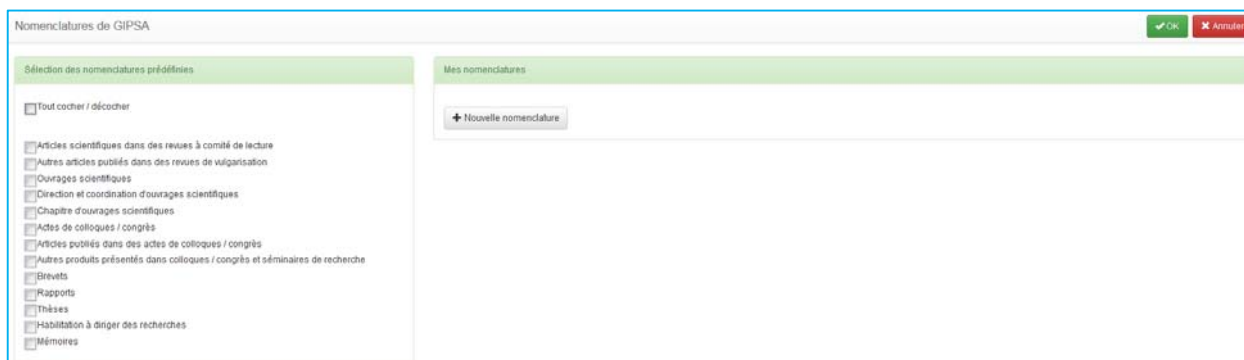 Nomenclatures de GIPSA
OK
Annuler
Sélection des nomenclatures prédéfinies
Tout cocher / décocher
Articles scientifiques dans des revues à comité de lecture
Autres articles publiés dans des revues de vulgarisation
Ouvrages scientifiques
Direction et coordination d'ouvrages scientifiques
Chapitre d'ouvrages scientifiques
Actes de colloques / congrès
Articles publiés dans des actes de colloques / congrès
Autres produits présentés dans colloques / congrès et séminaires de recherche
Brevets
Rapports
Thèses
Habilitation à diriger des recherches
Mémoires
Mes nomenclatures
Nouvelle nomenclature